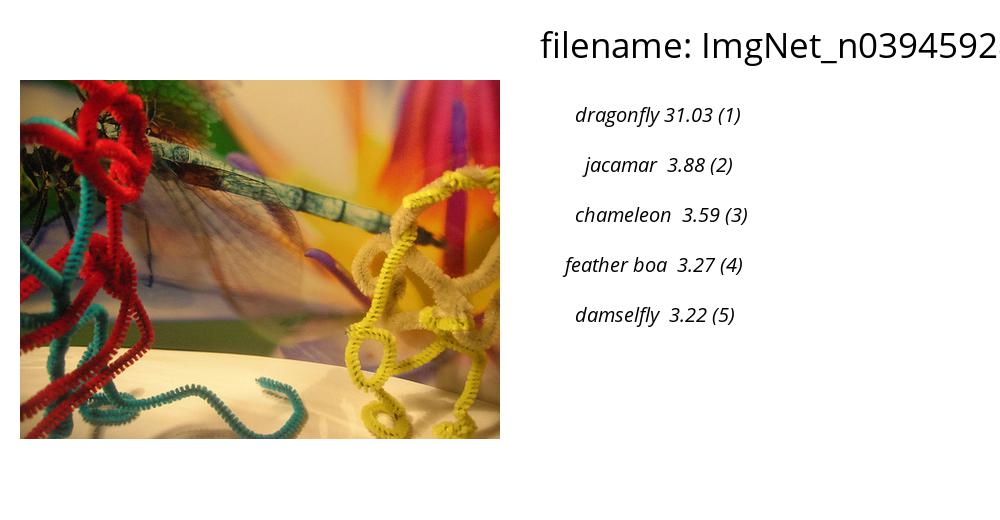 filename: ImgNet_n0394592
dragonfly 31.03 (1)
jacamar 3.88 (2)
chameleon 3.59 (3)
feather boa 3.27 (4)
damselfly 3.22 (5)